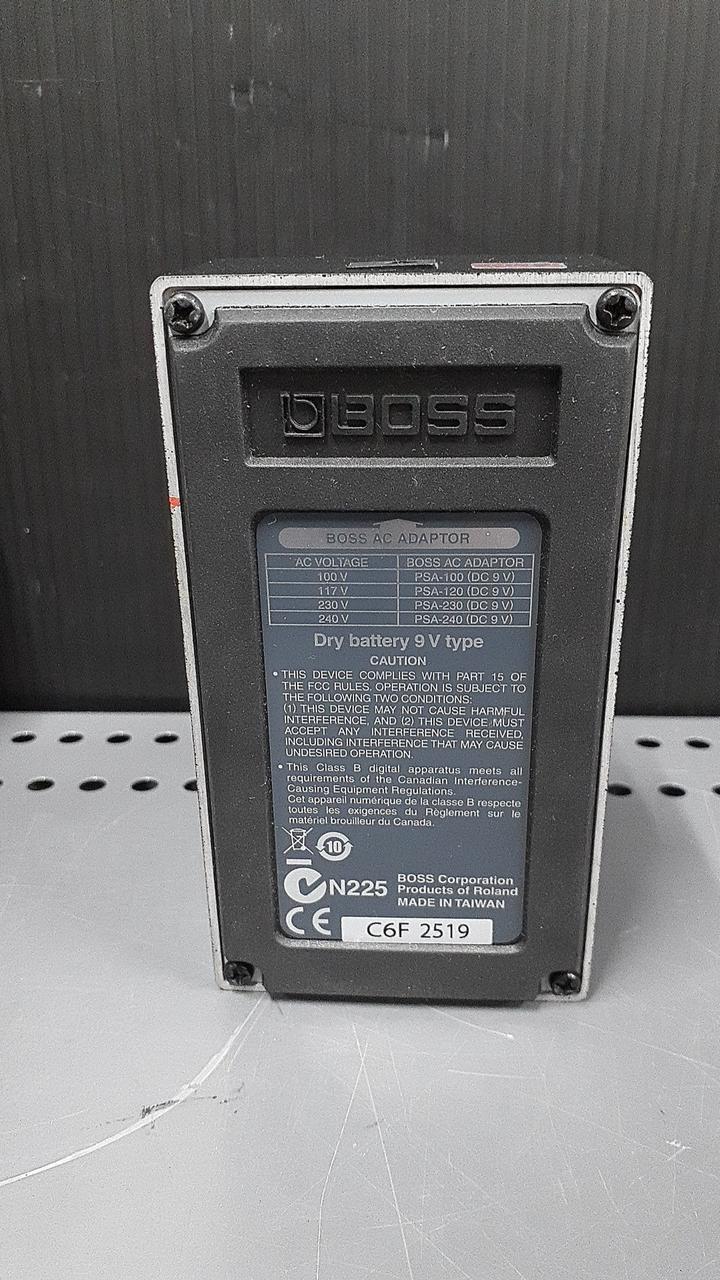 BOSS
BOSS AC ADAPTOR
AC VOLTAGE BOSS AC ADAPTOR
100 V PSA-100 (DC 9 V)
117 V PSA-120 (DC 9 V)
230 V PSA-230 (DC 9 V)
240 V PSA-240 (DC 9 V)
Dry battery 9 V type
CAUTION
• THIS DEVICE COMPLIES WITH PART 15 OF
THE FCC RULES. OPERATION IS SUBJECT TO
THE FOLLOWING TWO CONDITIONS:
(1) THIS DEVICE MAY NOT CAUSE HARMFUL
INTERFERENCE, AND (2) THIS DEVICE MUST
ACCEPT ANY INTERFERENCE RECEIVED,
INCLUDING INTERFERENCE THAT MAY CAUSE
UNDESIRED OPERATION.
• This Class B digital apparatus meets all
requirements of the Canadian Interference-
Causing Equipment Regulations.
Cet appareil numérique de la classe B respecte
toutes les exigences du Règlement sur le
matériel brouilleur du Canada.
10
N225
BOSS Corporation
Products of Roland
MADE IN TAIWAN
CE
C6F 2519